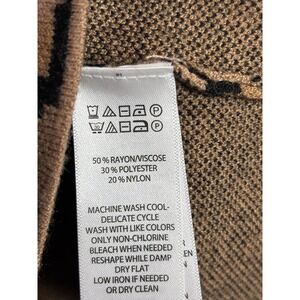 50% RAYON/VISCOSE
30% POLYESTER
20% NYLON
MACHINE WASH COOL-
DELICATE CYCLE
WASH WITH LIKE COLORS
ONLY NON-CHLORINE
BLEACH WHEN NEEDED
RESHAPE WHILE DAMP
DRY FLAT
LOW IRON IF NEEDED
OR DRY CLEAN